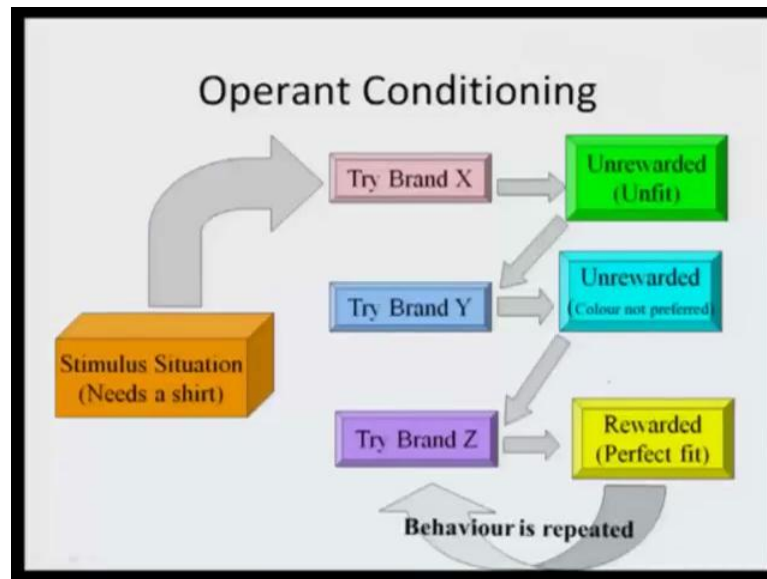 Operant Conditioning
Try Brand X
Unrewarded
(Unfit)
Try Brand Y
Unrewarded
(Colour not preferred)
Stimulus Situation
(Needs a shirt)
Try Brand Z
Rewarded
(Perfect fit)
Behaviour is repeated